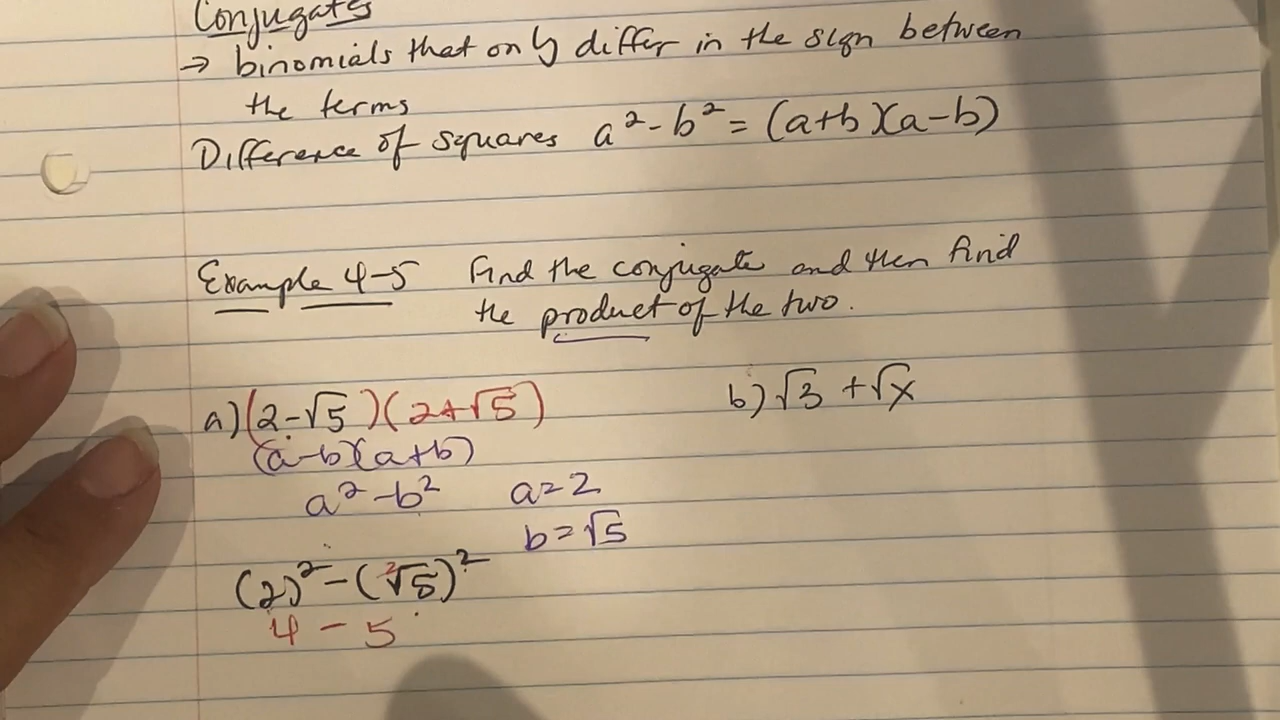 Conjugates
→ binomials that only differ in the sign between
the terms
Difference of squares a² - b² = (a+b)(a-b)
Example 4-5 Find the conjugate and then find
the product of the two.
a) (2-√5)(2+√5)
b) √3 + √x
(a-b)(a+b)
a² - b² a=2
b=√5
(2)² - (²√5)²
4 - 5